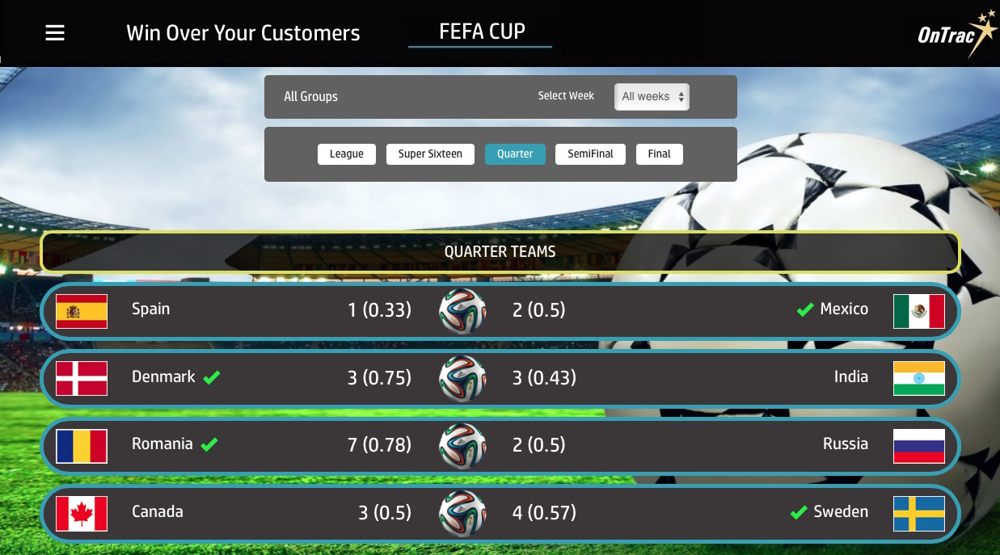 Win Over Your Customers
FEFA CUP
OnTrac
All Groups
Select Week
All weeks
League
Super Sixteen
Quarter
SemiFinal
Final
QUARTER TEAMS
Spain 1 (0.33) 2 (0.5) Mexico
Denmark 3 (0.75) 3 (0.43) India
Romania 7 (0.78) 2 (0.5) Russia
Canada 3 (0.5) 4 (0.57) Sweden